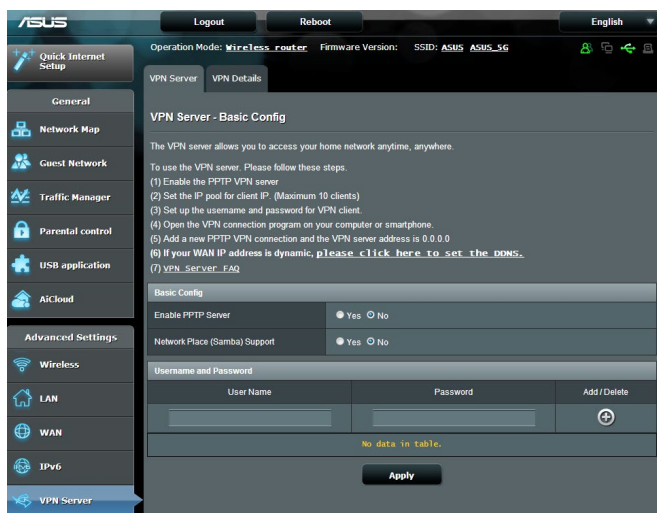 ASUS
Logout
Reboot
English
Quick Internet
Setup
Operation Mode: Wireless router Firmware Version: SSID: ASUS ASUS_5G
VPN Server
VPN Details
General
Network Map
Guest Network
Traffic Manager
Parental control
USB application
AiCloud
Advanced Settings
Wireless
LAN
WAN
IPv6
VPN Server
VPN Server - Basic Config
The VPN server allows you to access your home network anytime, anywhere.
To use the VPN server. Please follow these steps.
(1) Enable the PPTP VPN server
(2) Set the IP pool for client IP. (Maximum 10 clients)
(3) Set up the username and password for VPN client.
(4) Open the VPN connection program on your computer or smartphone.
(5) Add a new PPTP VPN connection and the VPN server address is 0.0.0.0
(6) If your WAN IP address is dynamic, please click here to set the DDNS.
(7) VPN Server FAQ
Basic Config
Enable PPTP Server Yes No
Network Place (Samba) Support Yes No
Username and Password
User Name Password Add / Delete
No data in table.
Apply